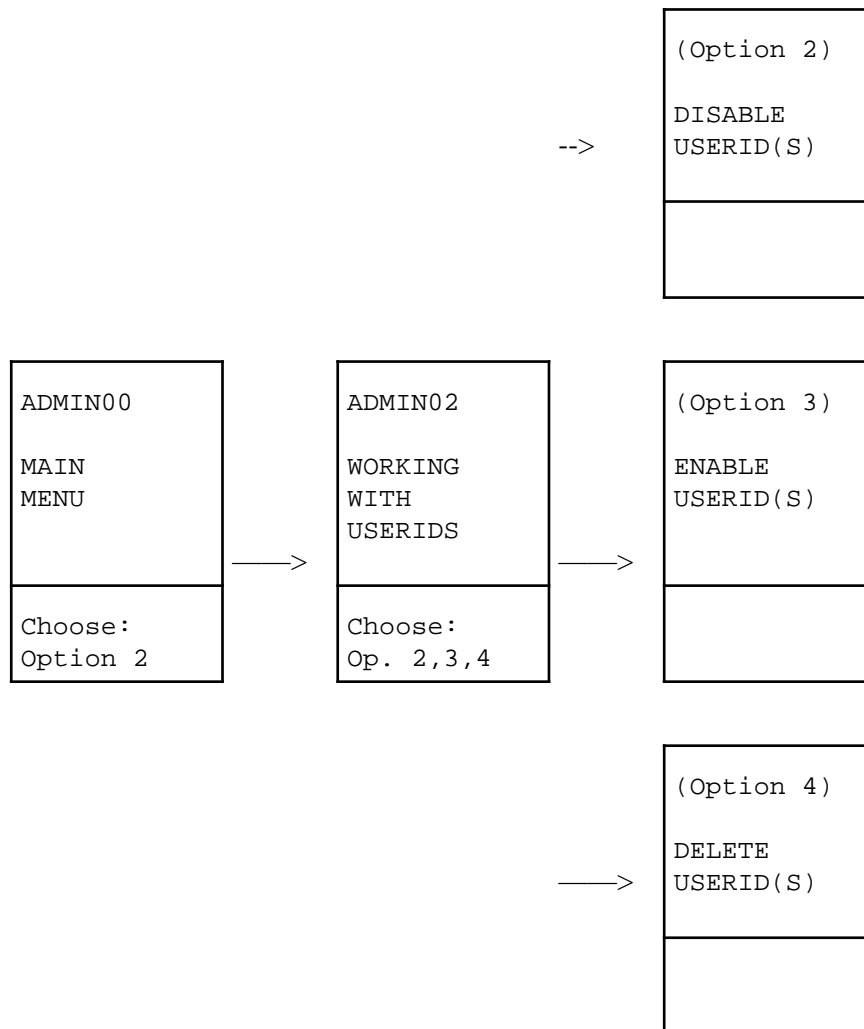 (Option 2)
DISABLE
-->
USERID(S)
ADMIN00
MAIN
MENU
Choose:
Option 2
————>
ADMIN02
WORKING
WITH
USERIDS
Choose:
Op. 2,3,4
————>
(Option 3)
ENABLE
USERID(S)
————>
(Option 4)
DELETE
USERID(S)